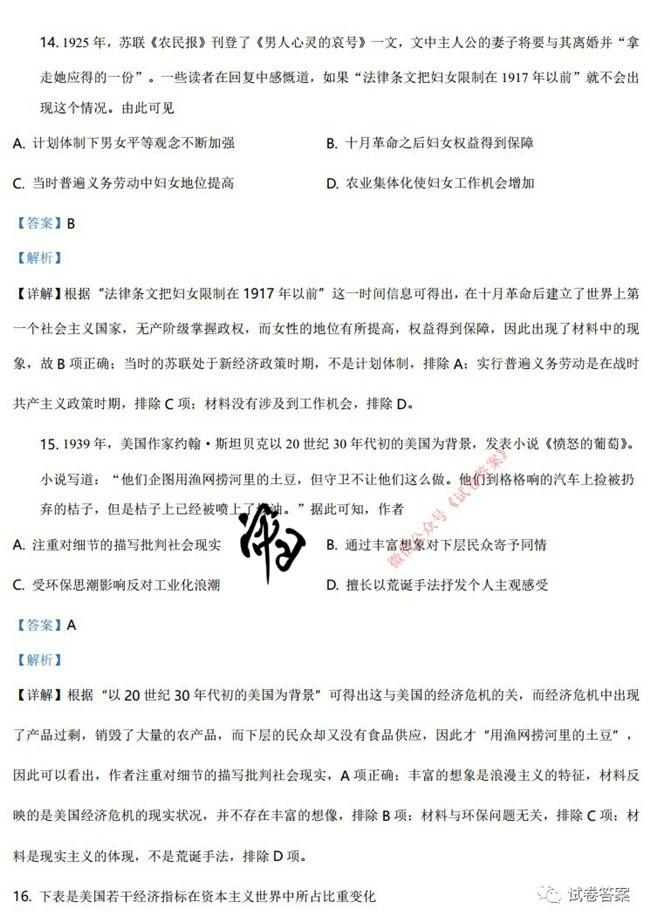 14. 1925 年，苏联《农民报》刊登了《男人心灵的哀号》一文，文中主人公的妻子将要与其离婚并“拿
走她应得的一份”。一些读者在回复中感慨道，如果“法律条文把妇女限制在 1917 年以前”就不会出
现这个情况。由此可见
A. 计划体制下男女平等观念不断加强 B. 十月革命之后妇女权益得到保障
C. 当时普遍义务劳动中妇女地位提高 D. 农业集体化使妇女工作机会增加
【答案】B
【解析】
【详解】根据“法律条文把妇女限制在 1917 年以前”这一时间信息可得出，在十月革命后建立了世界上第
一个社会主义国家，无产阶级掌握政权，而女性的地位有所提高，权益得到保障，因此出现了材料中的现
象，故 B 项正确；当时的苏联处于新经济政策时期，不是计划体制，排除 A；实行普遍义务劳动是在战时
共产主义政策时期，排除 C 项；材料没有涉及到工作机会，排除 D。
15. 1939 年，美国作家约翰·斯坦贝克以 20 世纪 30 年代初的美国为背景，发表小说《愤怒的葡萄》。
小说写道：“他们企图用渔网捞河里的土豆，但守卫不让他们这么做。他们到格格响的汽车上捡被扔
弃的桔子，但是桔子上已经被喷上了油。”据此可知，作者
A. 注重对细节的描写批判社会现实 B. 通过丰富想象对下层民众寄予同情
C. 受环保思潮影响反对工业化浪潮 D. 擅长以荒诞手法抒发个人主观感受
微信公众号《试卷答案》
【答案】A
【解析】
【详解】根据“以 20 世纪 30 年代初的美国为背景”可得出这与美国的经济危机的关，而经济危机中出现
了产品过剩，销毁了大量的农产品，而下层的民众却又没有食品供应，因此才“用渔网捞河里的土豆”，
因此可以看出，作者注重对细节的描写批判社会现实，A 项正确；丰富的想象是浪漫主义的特征，材料反
映的是美国经济危机的现实状况，并不存在丰富的想像，排除 B 项；材料与环保问题无关，排除 C 项；材
料是现实主义的体现，不是荒诞手法，排除 D 项。
16. 下表是美国若干经济指标在资本主义世界中所占比重变化
试卷答案